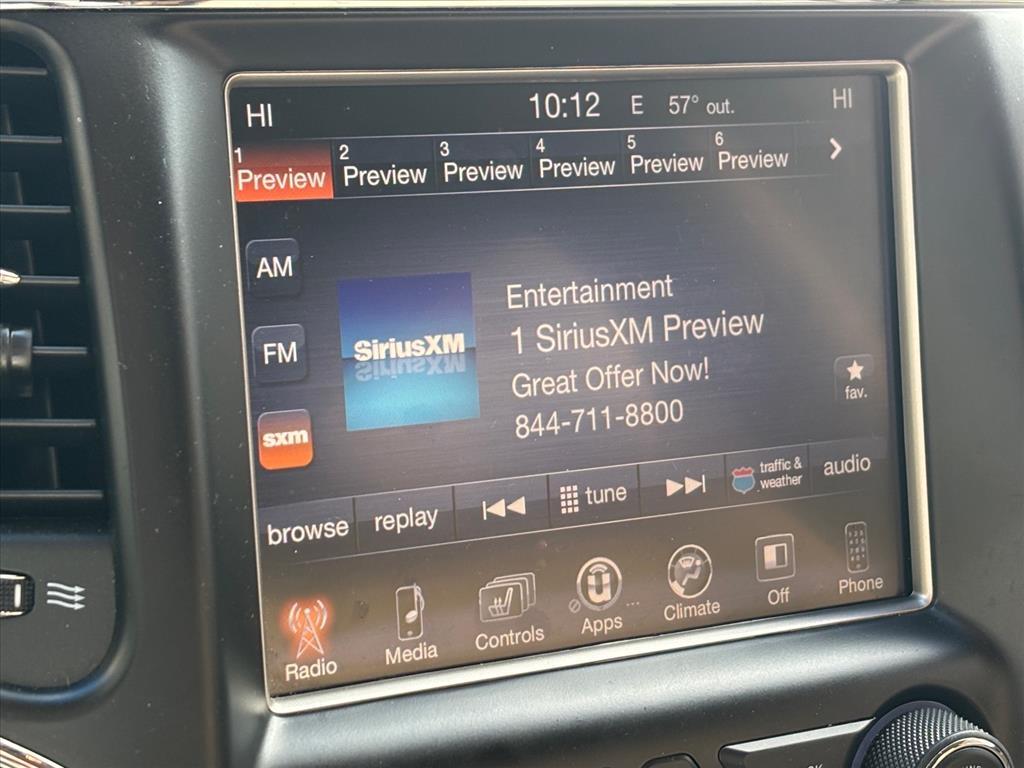 HI 10:12 E 57° out. HI
1 Preview 2 Preview 3 Preview 4 Preview 5 Preview 6 Preview
AM
FM
sxm
SiriusXM
Entertainment
1 SiriusXM Preview
Great Offer Now!
844-711-8800
fav.
browse replay tune traffic & weather audio
Radio Media Controls Apps Climate Off Phone